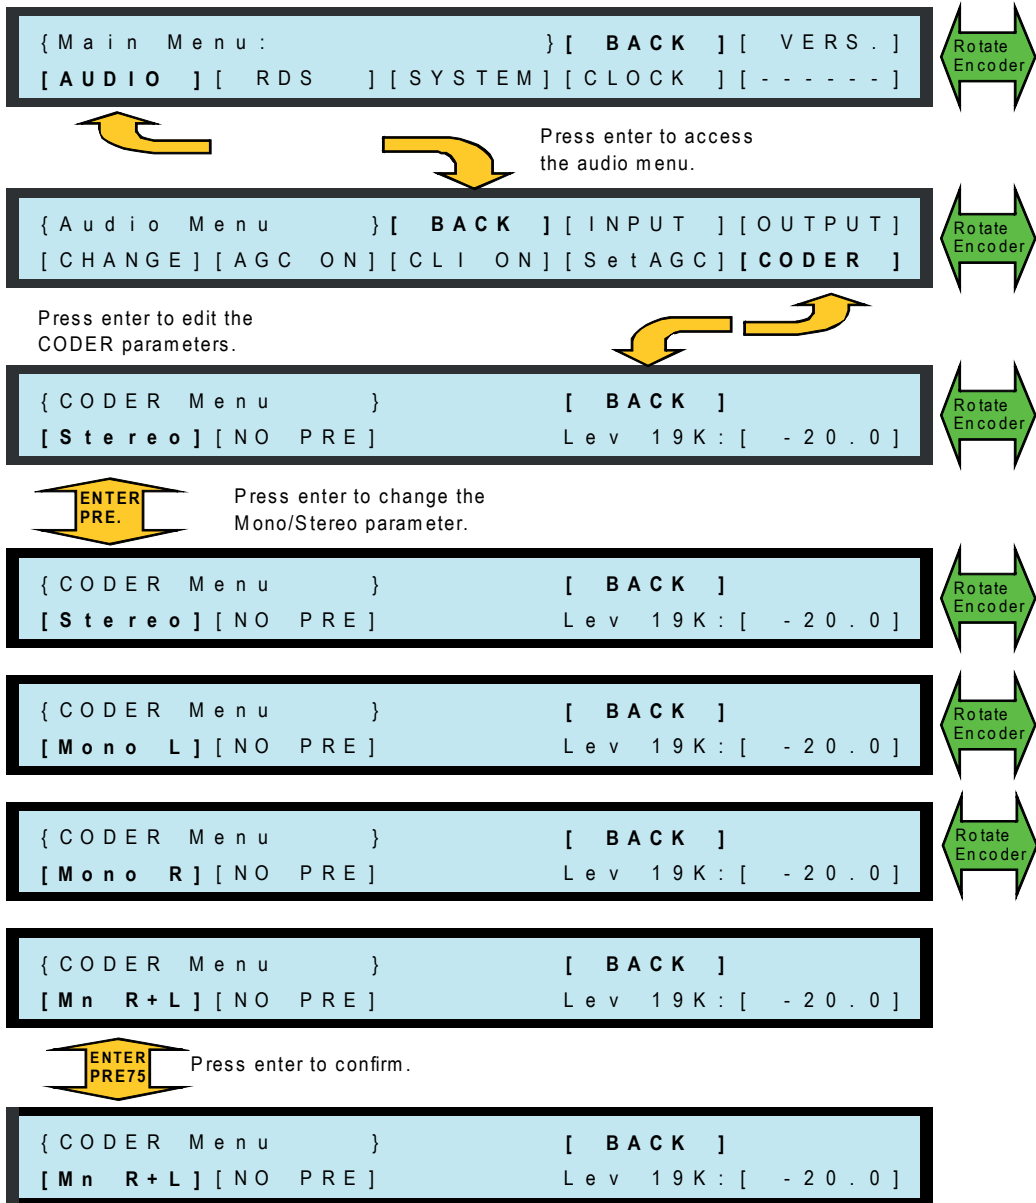 {Main Menu: }[ BACK ][ VERS.]
[AUDIO ][ RDS ][SYSTEM][CLOCK ][------]
Rotate
Encoder
Press enter to access
the audio menu.
{Audio Menu }[ BACK ][INPUT ][OUTPUT]
[CHANGE][AGC ON][CLI ON][SetAGC][CODER ]
Rotate
Encoder
Press enter to edit the
CODER parameters.
{CODER Menu } [ BACK ]
[Stereo][NO PRE] Lev 19K:[ -20.0]
Rotate
Encoder
ENTER
PRE.
Press enter to change the
Mono/Stereo parameter.
{CODER Menu } [ BACK ]
[Stereo][NO PRE] Lev 19K:[ -20.0]
Rotate
Encoder
{CODER Menu } [ BACK ]
[Mono L][NO PRE] Lev 19K:[ -20.0]
Rotate
Encoder
{CODER Menu } [ BACK ]
[Mono R][NO PRE] Lev 19K:[ -20.0]
Rotate
Encoder
{CODER Menu } [ BACK ]
[Mn R+L][NO PRE] Lev 19K:[ -20.0]
ENTER
PRE75
Press enter to confirm.
{CODER Menu } [ BACK ]
[Mn R+L][NO PRE] Lev 19K:[ -20.0]